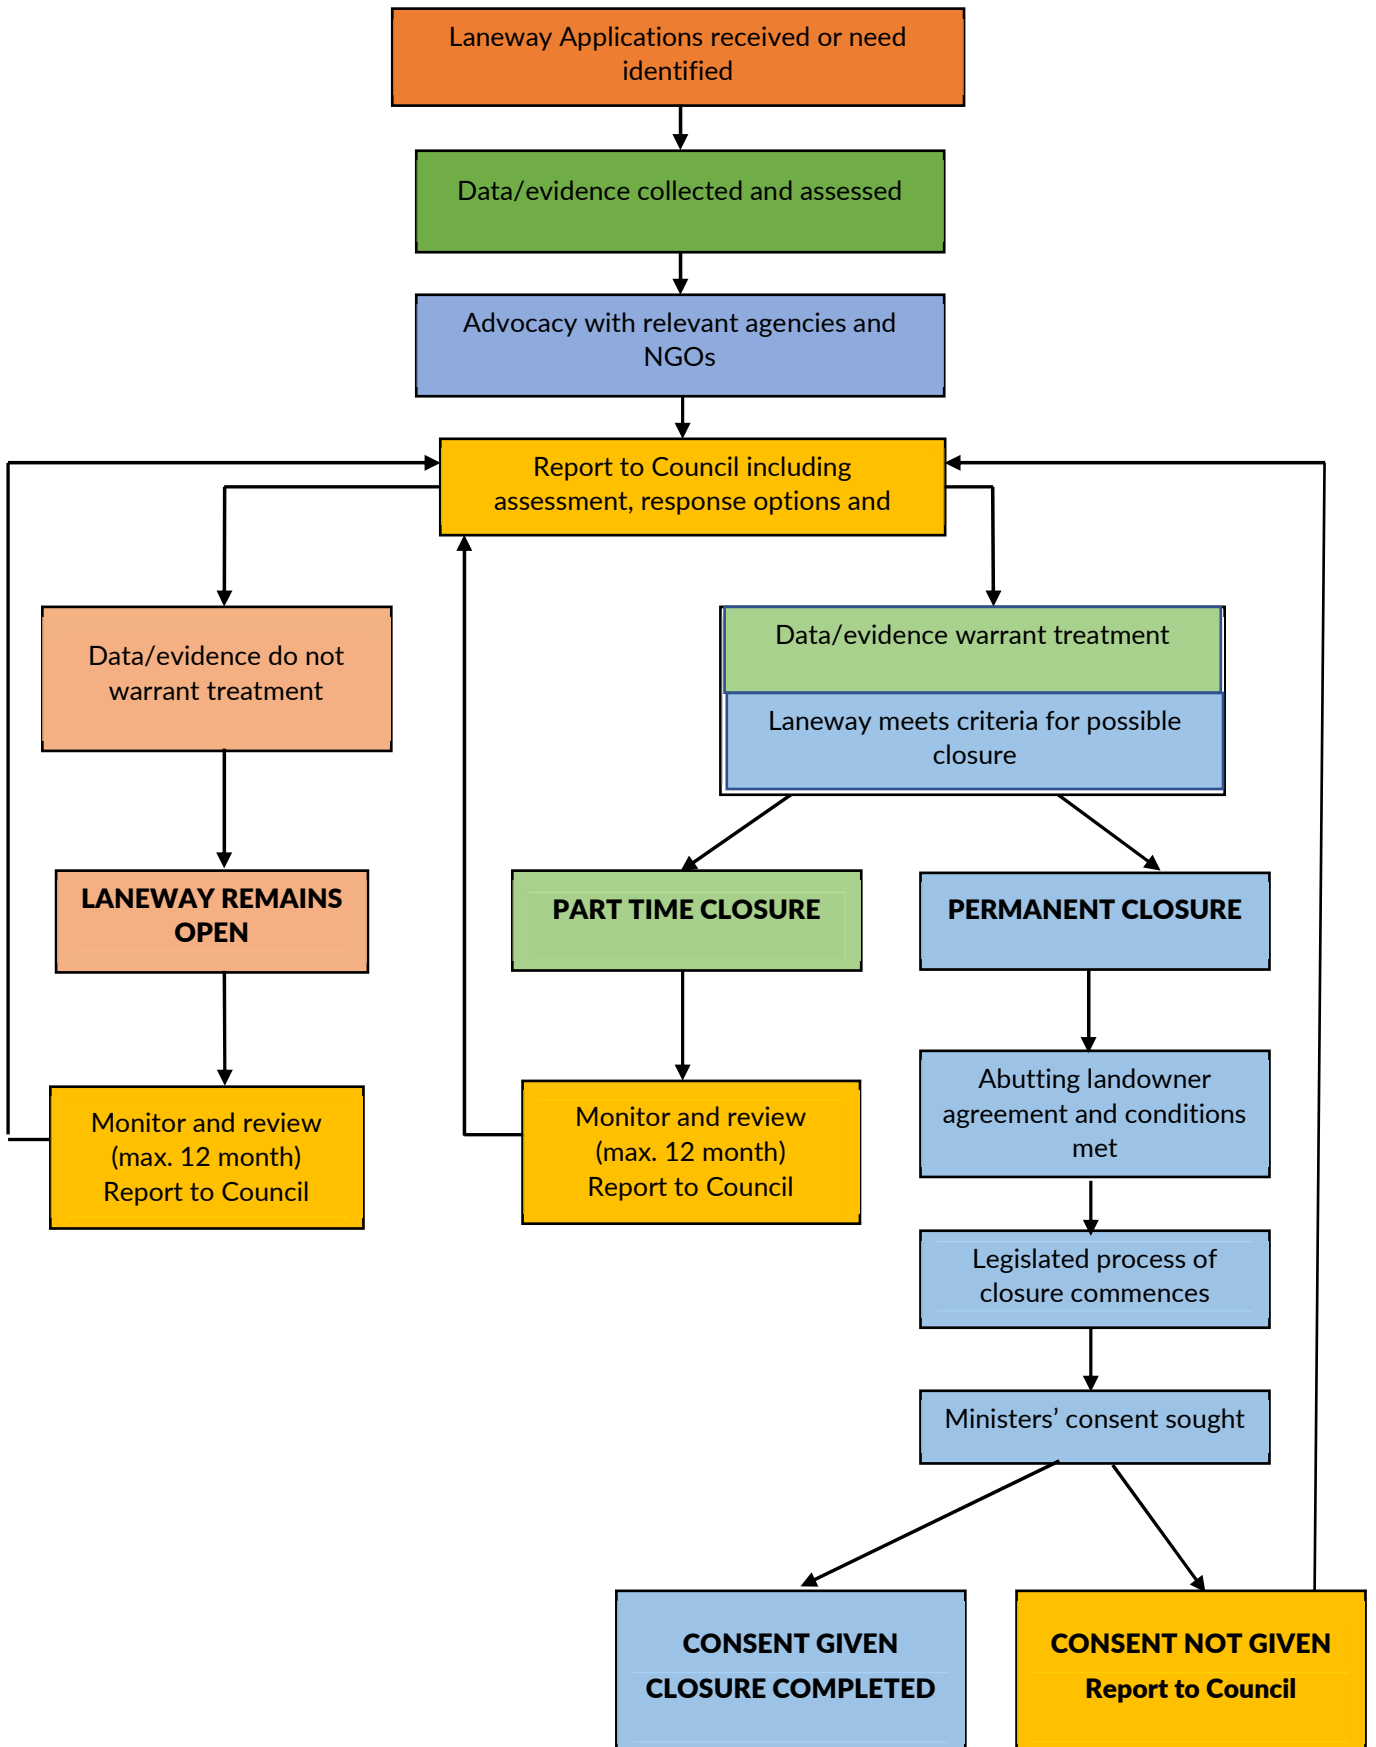 Laneway Applications received or need
identified
Data/evidence collected and assessed
Advocacy with relevant agencies and
NGOs
Report to Council including
assessment, response options and
Data/evidence do not
warrant treatment
Data/evidence warrant treatment
Laneway meets criteria for possible
closure
LANEWAY REMAINS
OPEN
PART TIME CLOSURE
PERMANENT CLOSURE
Monitor and review
(max. 12 month)
Report to Council
Monitor and review
(max. 12 month)
Report to Council
Abutting landowner
agreement and conditions
met
Legislated process of
closure commences
Ministers’ consent sought
CONSENT GIVEN
CLOSURE COMPLETED
CONSENT NOT GIVEN
Report to Council